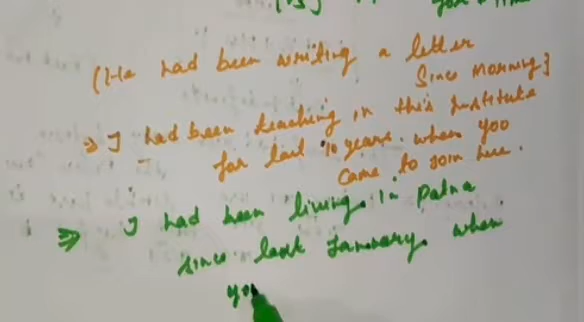 (He had been writing a letter
Since Morning}
⇒ I had been teaching in this Institute
for last 10 years. when you
Came to join here.
⇒ I had been living. in Patna
since last January. when
you